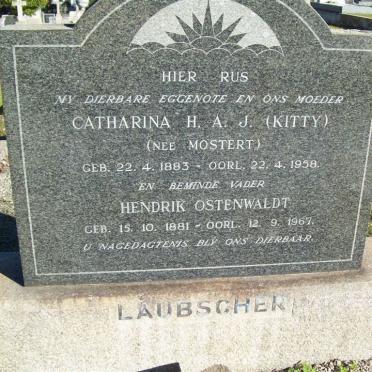 HIER RUS
MY DIERBARE EGGENOTE EN ONS MOEDER
CATHARINA H. A. J. (KITTY)
(NEE MOSTERT)
GEB. 22. 4. 1883 - OORL. 22. 4. 1958.
EN BEMINDE VADER
HENDRIK OSTENWALDT
GEB. 15. 10. 1881 - OORL. 12. 9. 1967.
U NAGEDAGTENIS BLY ONS DIERBAAR.
LAUBSCHER